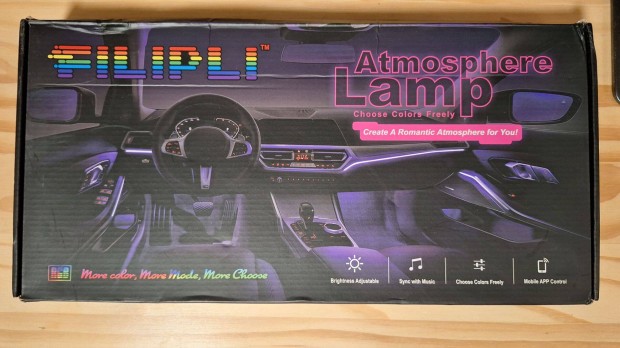 FILIPLI™
Atmosphere
Lamp
Choose Colors Freely
Create A Romantic Atmosphere for You!
More color, More Mode, More Choose
Brightness Adjustable
Sync with Music
Choose Colors Freely
Mobile APP Control